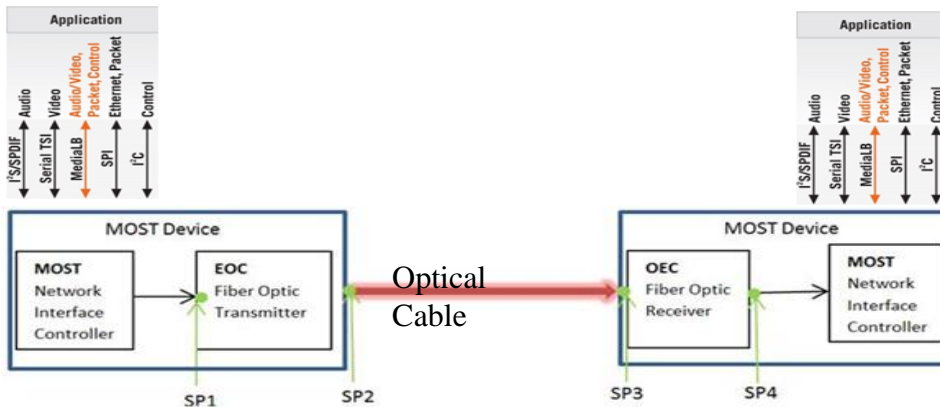 Application
Audio
Video
Audio/Video,
Packet, Control
Ethernet, Packet
Control
I²S/SPDIF
Serial TSI
MediaLB
SPI
I²C
Application
Audio
Video
Audio/Video,
Packet, Control
Ethernet, Packet
Control
I²S/SPDIF
Serial TSI
MediaLB
SPI
I²C
MOST Device
MOST
Network
Interface
Controller
EOC
Fiber Optic
Transmitter
Optical
Cable
MOST Device
OEC
Fiber Optic
Receiver
MOST
Network
Interface
Controller
SP1
SP2
SP3
SP4